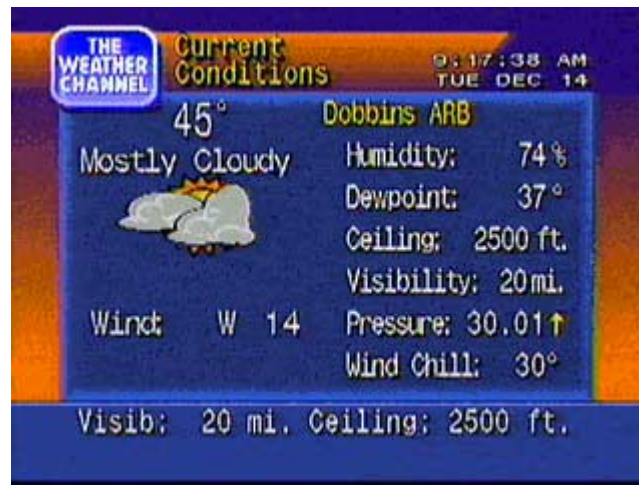 THE
WEATHER
CHANNEL
Current
Conditions
9:17:38 AM
TUE DEC 14
45°
Mostly Cloudy
Wind: W 14
Dobbins ARB
Humidity: 74%
Dewpoint: 37°
Ceiling: 2500 ft.
Visibility: 20mi.
Pressure: 30.01↑
Wind Chill: 30°
Visib: 20 mi. Ceiling: 2500 ft.